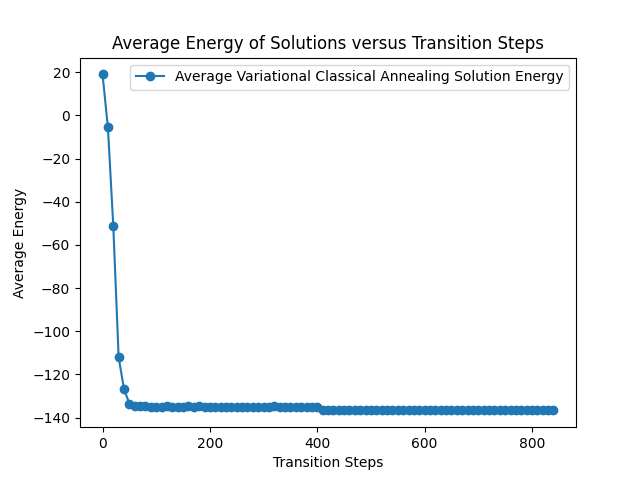 Average Energy of Solutions versus Transition Steps
Average Variational Classical Annealing Solution Energy
20
0
−20
−40
−60
−80
−100
−120
−140
Average Energy
0 200 400 600 800
Transition Steps